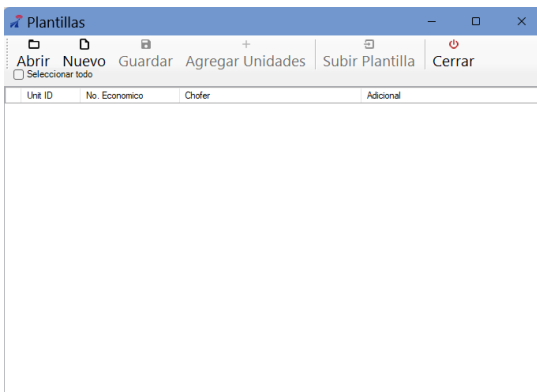 Plantillas
Abrir Nuevo Guardar Agregar Unidades Subir Plantilla Cerrar
Seleccionar todo
Unit ID No. Economico Chofer Adicional